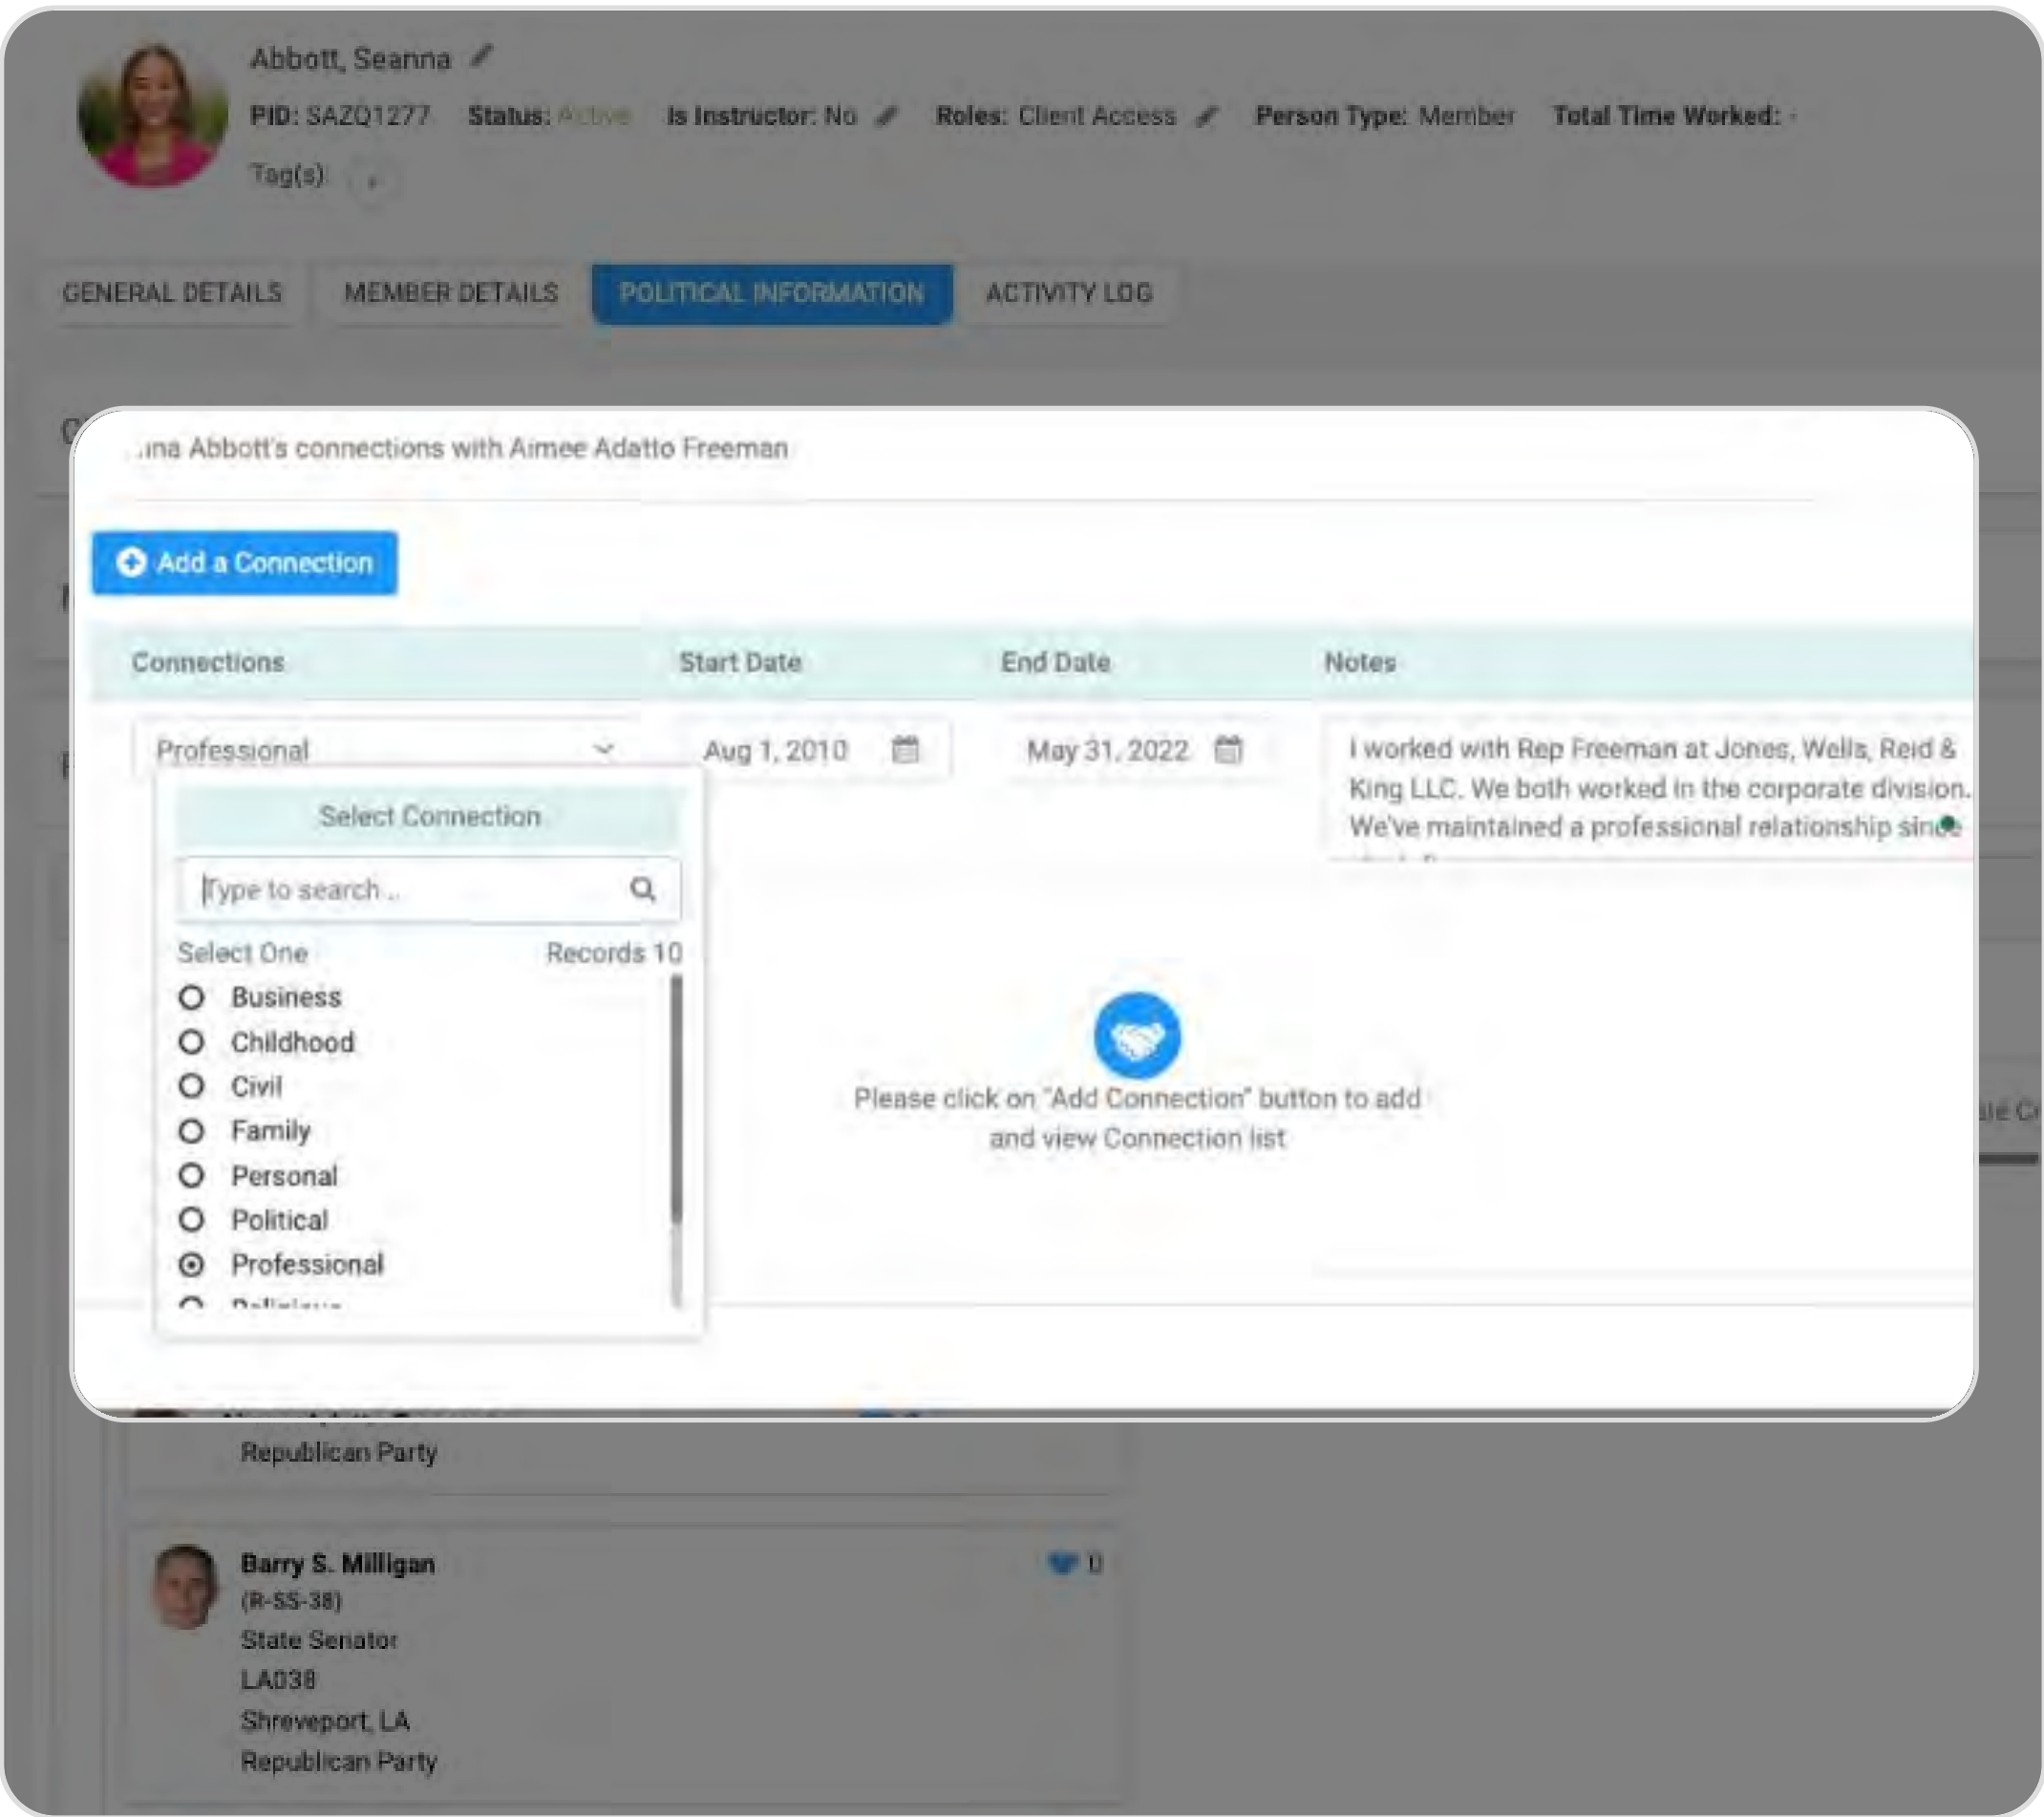 Abbott, Seanna
PID: SAZQ1277 Status: Active Is Instructor: No Roles: Client Access Person Type: Member Total Time Worked: -
Tag(s)
GENERAL DETAILS MEMBER DETAILS POLITICAL INFORMATION ACTIVITY LOG
Abbott's connections with Aimee Adatto Freeman
Add a Connection
Connections Start Date End Date Notes
Professional Aug 1, 2010 May 31, 2022
I worked with Rep Freeman at Jones, Wells, Reid &
King LLC. We both worked in the corporate division.
We've maintained a professional relationship since
Select Connection
Type to search ..
Select One Records 10
Business
Childhood
Civil
Family
Personal
Political
Professional
Please click on "Add Connection" button to add
and view Connection list
Republican Party
Barry S. Milligan 0
(R-SS-38)
State Senator
LA038
Shreveport, LA
Republican Party